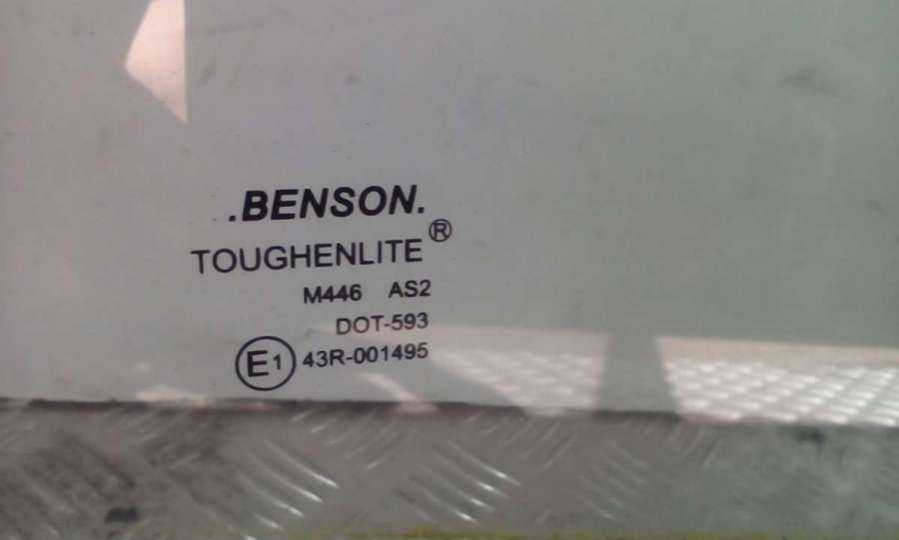 .BENSON.
TOUGHENLITE®
M446 AS2
DOT-593
E1 43R-001495